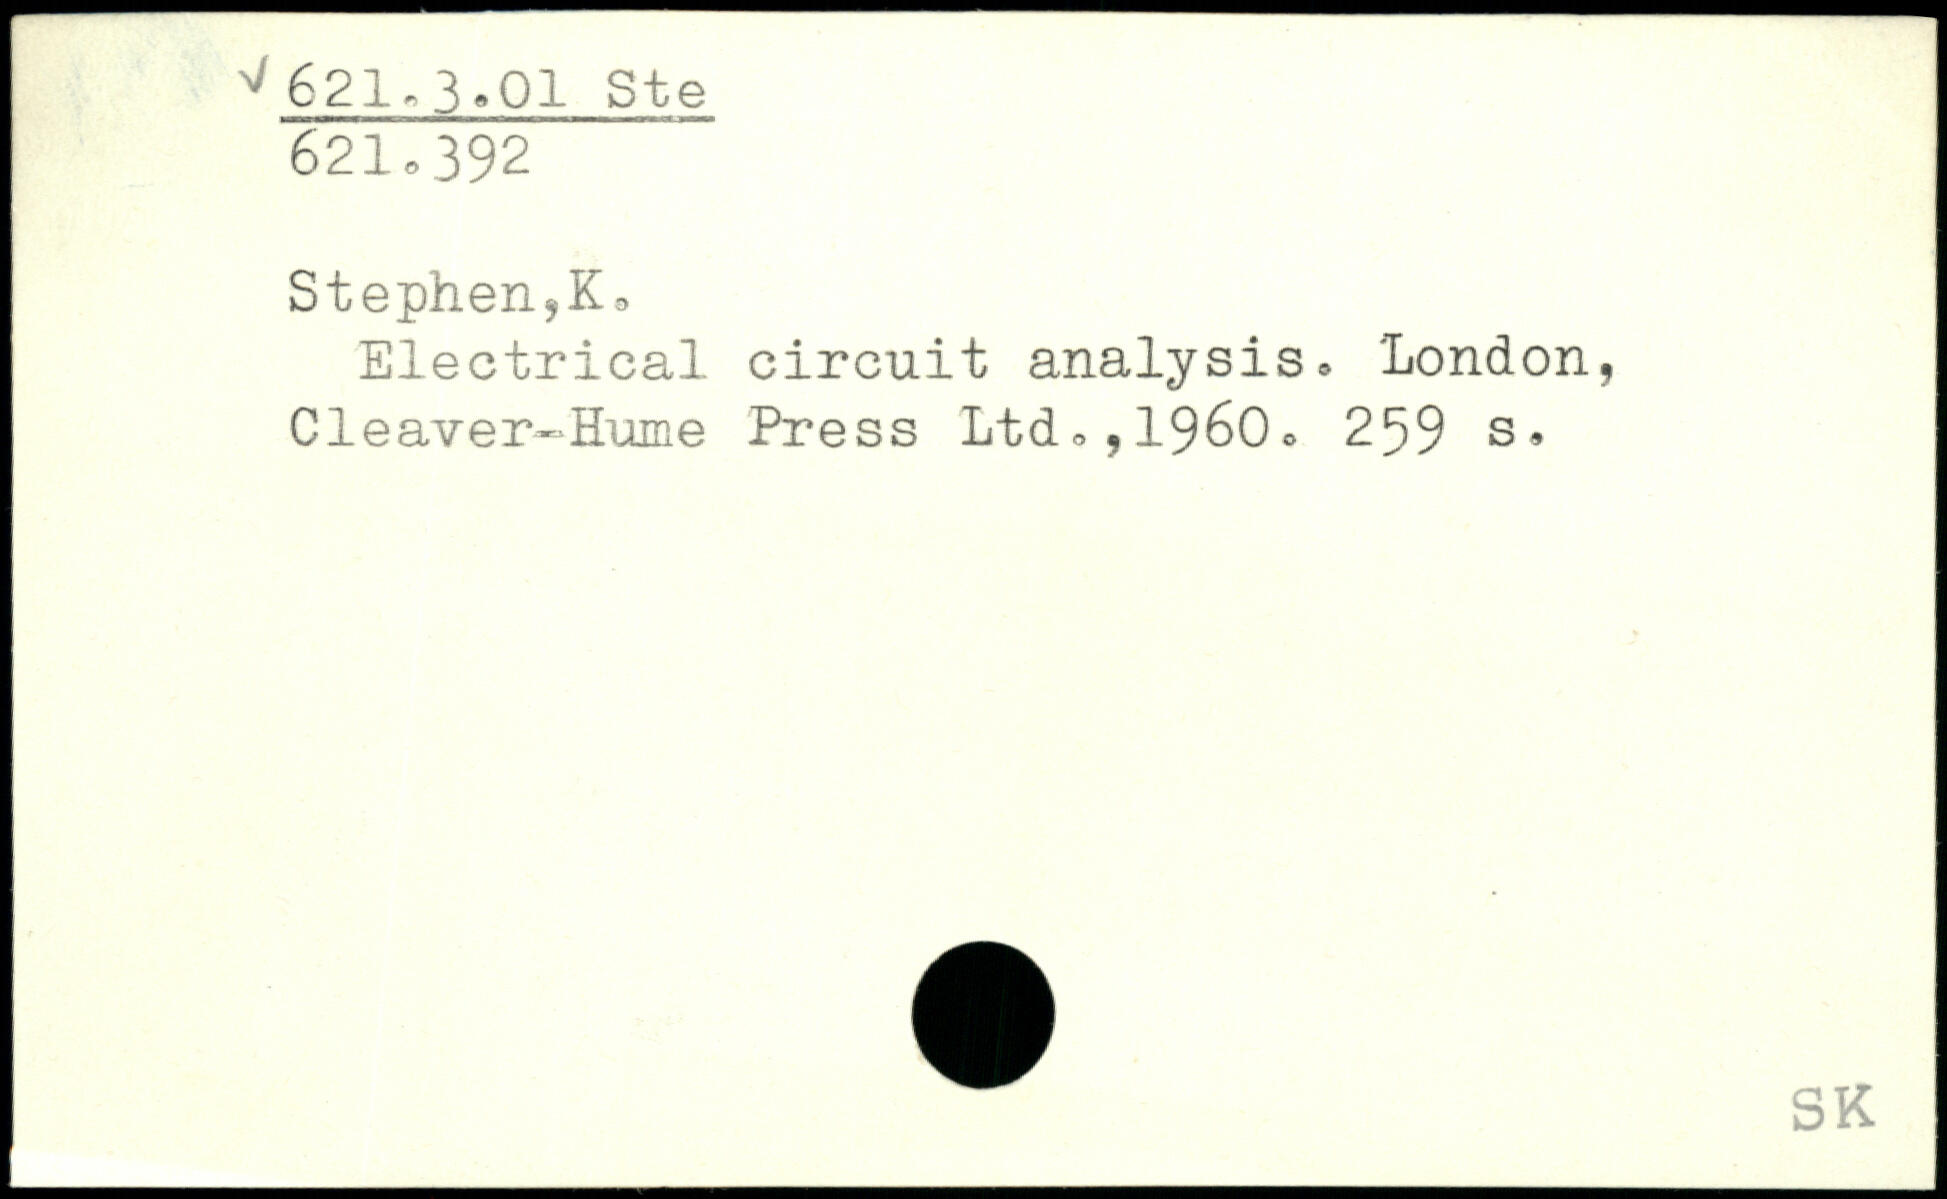 ✓ 621.3.01 Ste
621.392
Stephen,K.
Electrical circuit analysis. London,
Cleaver-Hume Press Ltd.,1960. 259 s.
SK